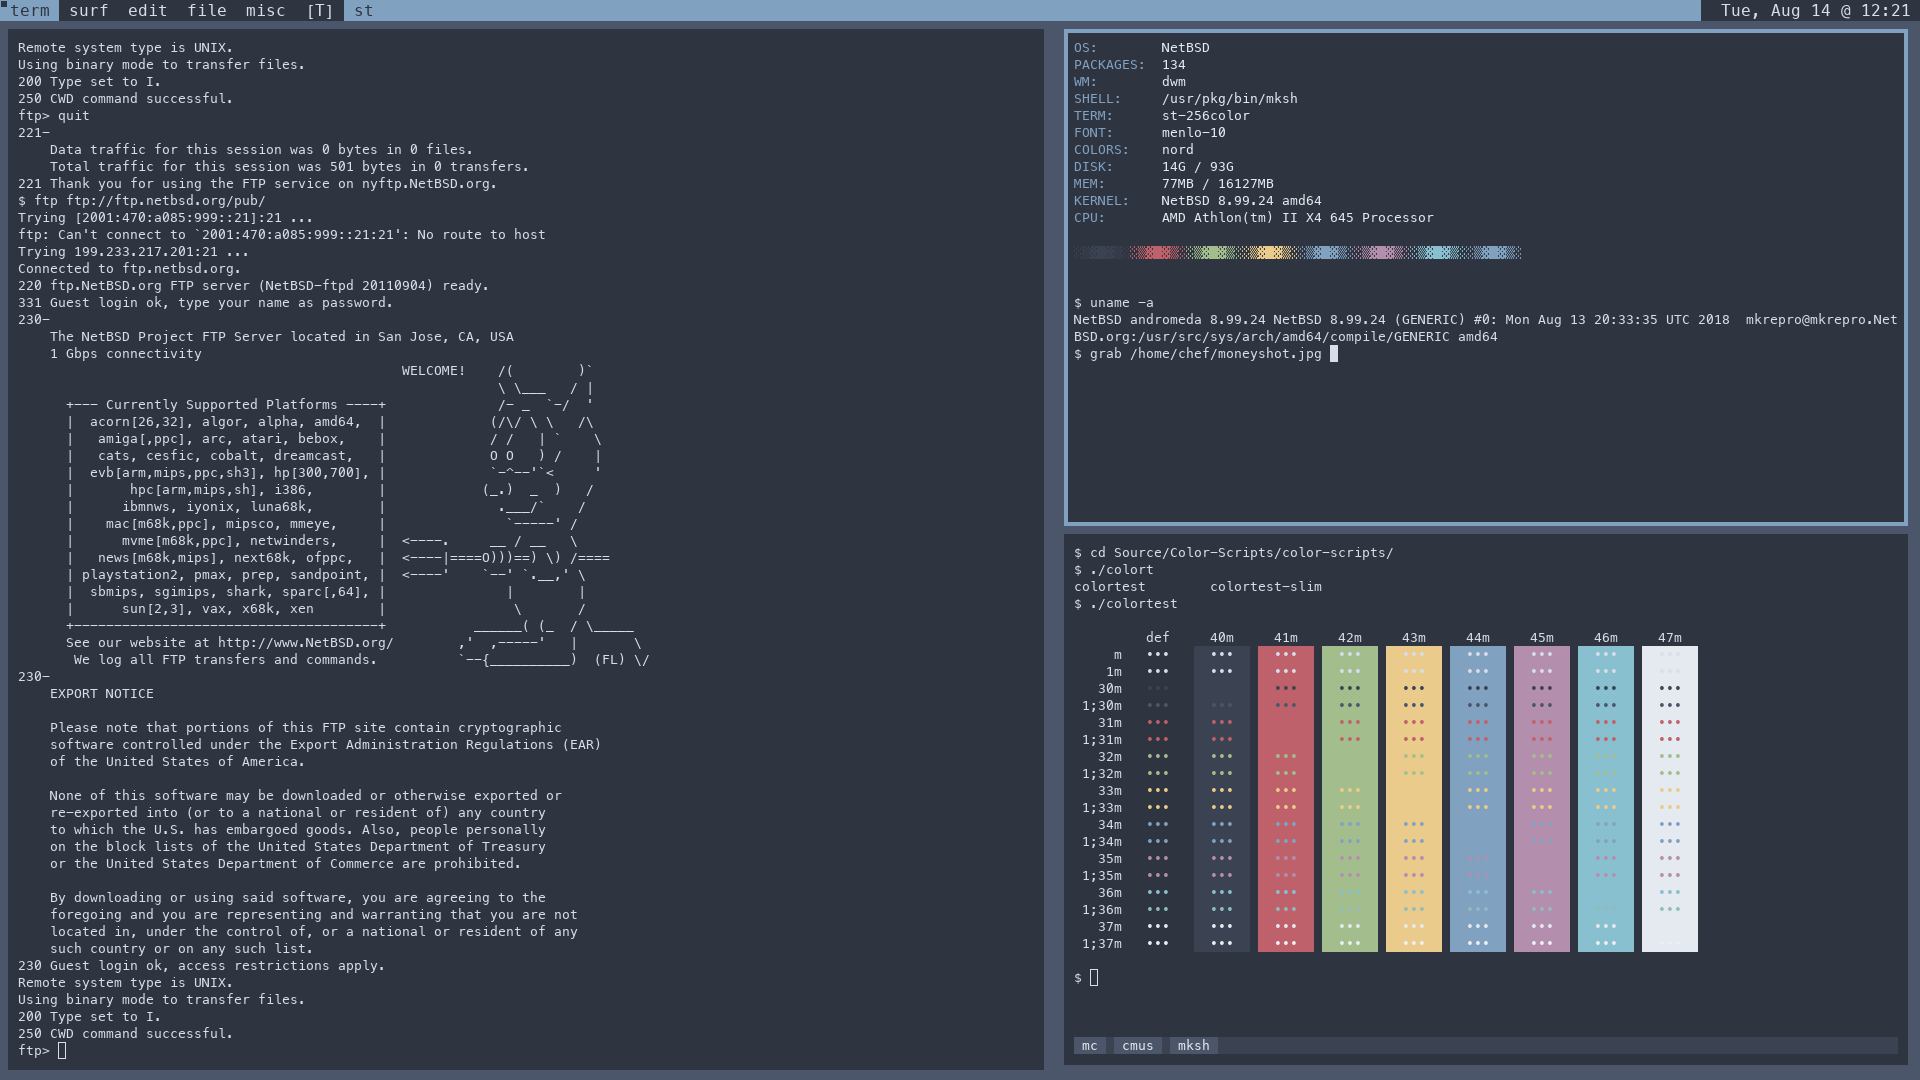 term surf edit file misc [T] st Tue, Aug 14 @ 12:21
Remote system type is UNIX.
Using binary mode to transfer files.
200 Type set to I.
250 CWD command successful.
ftp> quit
221-
    Data traffic for this session was 0 bytes in 0 files.
    Total traffic for this session was 501 bytes in 0 transfers.
221 Thank you for using the FTP service on nyftp.NetBSD.org.
$ ftp ftp://ftp.netbsd.org/pub/
Trying [2001:470:a085:999::21]:21 ...
ftp: Can't connect to `2001:470:a085:999::21:21': No route to host
Trying 199.233.217.201:21 ...
Connected to ftp.netbsd.org.
220 ftp.NetBSD.org FTP server (NetBSD-ftpd 20110904) ready.
331 Guest login ok, type your name as password.
230-
    The NetBSD Project FTP Server located in San Jose, CA, USA
    1 Gbps connectivity
                                                WELCOME!    /(        )`
                                                            \ \___   / |
      +--- Currently Supported Platforms ----+              /- _  `-/  '
      |  acorn[26,32], algor, alpha, amd64,  |             (/\/ \ \   /\
      |   amiga[,ppc], arc, atari, bebox,    |             / /   | `    \
      |   cats, cesfic, cobalt, dreamcast,   |             O O   ) /    |
      |  evb[arm,mips,ppc,sh3], hp[300,700], |             `-^--'`<     '
      |       hpc[arm,mips,sh], i386,        |            (_.)  _  )   /
      |      ibmnws, iyonix, luna68k,        |              .___/`    /
      |    mac[m68k,ppc], mipsco, mmeye,     |               `-----' /
      |      mvme[m68k,ppc], netwinders,     |  <----.     __ / __   \
      |   news[m68k,mips], next68k, ofppc,   |  <----|====O)))==) \) /====
      | playstation2, pmax, prep, sandpoint, |  <----'    `--' `.__,' \
      |  sbmips, sgimips, shark, sparc[,64], |               |        |
      |      sun[2,3], vax, x68k, xen        |                \       /
      +--------------------------------------+           ______( (_  / \_____
      See our website at http://www.NetBSD.org/        ,'  ,-----'   |       \
       We log all FTP transfers and commands.          `--{__________)  (FL) \/
230-
    EXPORT NOTICE
    Please note that portions of this FTP site contain cryptographic
    software controlled under the Export Administration Regulations (EAR)
    of the United States of America.
    None of this software may be downloaded or otherwise exported or
    re-exported into (or to a national or resident of) any country
    to which the U.S. has embargoed goods. Also, people personally
    on the block lists of the United States Department of Treasury
    or the United States Department of Commerce are prohibited.
    By downloading or using said software, you are agreeing to the
    foregoing and you are representing and warranting that you are not
    located in, under the control of, or a national or resident of any
    such country or on any such list.
230 Guest login ok, access restrictions apply.
Remote system type is UNIX.
Using binary mode to transfer files.
200 Type set to I.
250 CWD command successful.
ftp>
OS:        NetBSD
PACKAGES:  134
WM:        dwm
SHELL:     /usr/pkg/bin/mksh
TERM:      st-256color
FONT:      menlo-10
COLORS:    nord
DISK:      14G / 93G
MEM:       77MB / 16127MB
KERNEL:    NetBSD 8.99.24 amd64
CPU:       AMD Athlon(tm) II X4 645 Processor
$ uname -a
NetBSD andromeda 8.99.24 NetBSD 8.99.24 (GENERIC) #0: Mon Aug 13 20:33:35 UTC 2018  mkrepro@mkrepro.Net
BSD.org:/usr/src/sys/arch/amd64/compile/GENERIC amd64
$ grab /home/chef/moneyshot.jpg
$ cd Source/Color-Scripts/color-scripts/
$ ./colort
colortest        colortest-slim
$ ./colortest
         def     40m     41m     42m     43m     44m     45m     46m     47m
     m   •••     •••     •••     •••     •••     •••     •••     •••     •••
    1m   •••     •••     •••     •••     •••     •••     •••     •••     •••
   30m   •••             •••     •••     •••     •••     •••     •••     •••
 1;30m   •••     •••     •••     •••     •••     •••     •••     •••     •••
   31m   •••     •••             •••     •••     •••     •••     •••     •••
 1;31m   •••     •••             •••     •••     •••     •••     •••     •••
   32m   •••     •••     •••             •••     •••     •••     •••     •••
 1;32m   •••     •••     •••             •••     •••     •••     •••     •••
   33m   •••     •••     •••     •••             •••     •••     •••     •••
 1;33m   •••     •••     •••     •••             •••     •••     •••     •••
   34m   •••     •••     •••     •••     •••             •••     •••     •••
 1;34m   •••     •••     •••     •••     •••             •••     •••     •••
   35m   •••     •••     •••     •••     •••     •••             •••     •••
 1;35m   •••     •••     •••     •••     •••     •••             •••     •••
   36m   •••     •••     •••     •••     •••     •••     •••             •••
 1;36m   •••     •••     •••     •••     •••     •••     •••     •••     •••
   37m   •••     •••     •••     •••     •••     •••     •••     •••
 1;37m   •••     •••     •••     •••     •••     •••     •••     •••     •••
$
mc cmus mksh